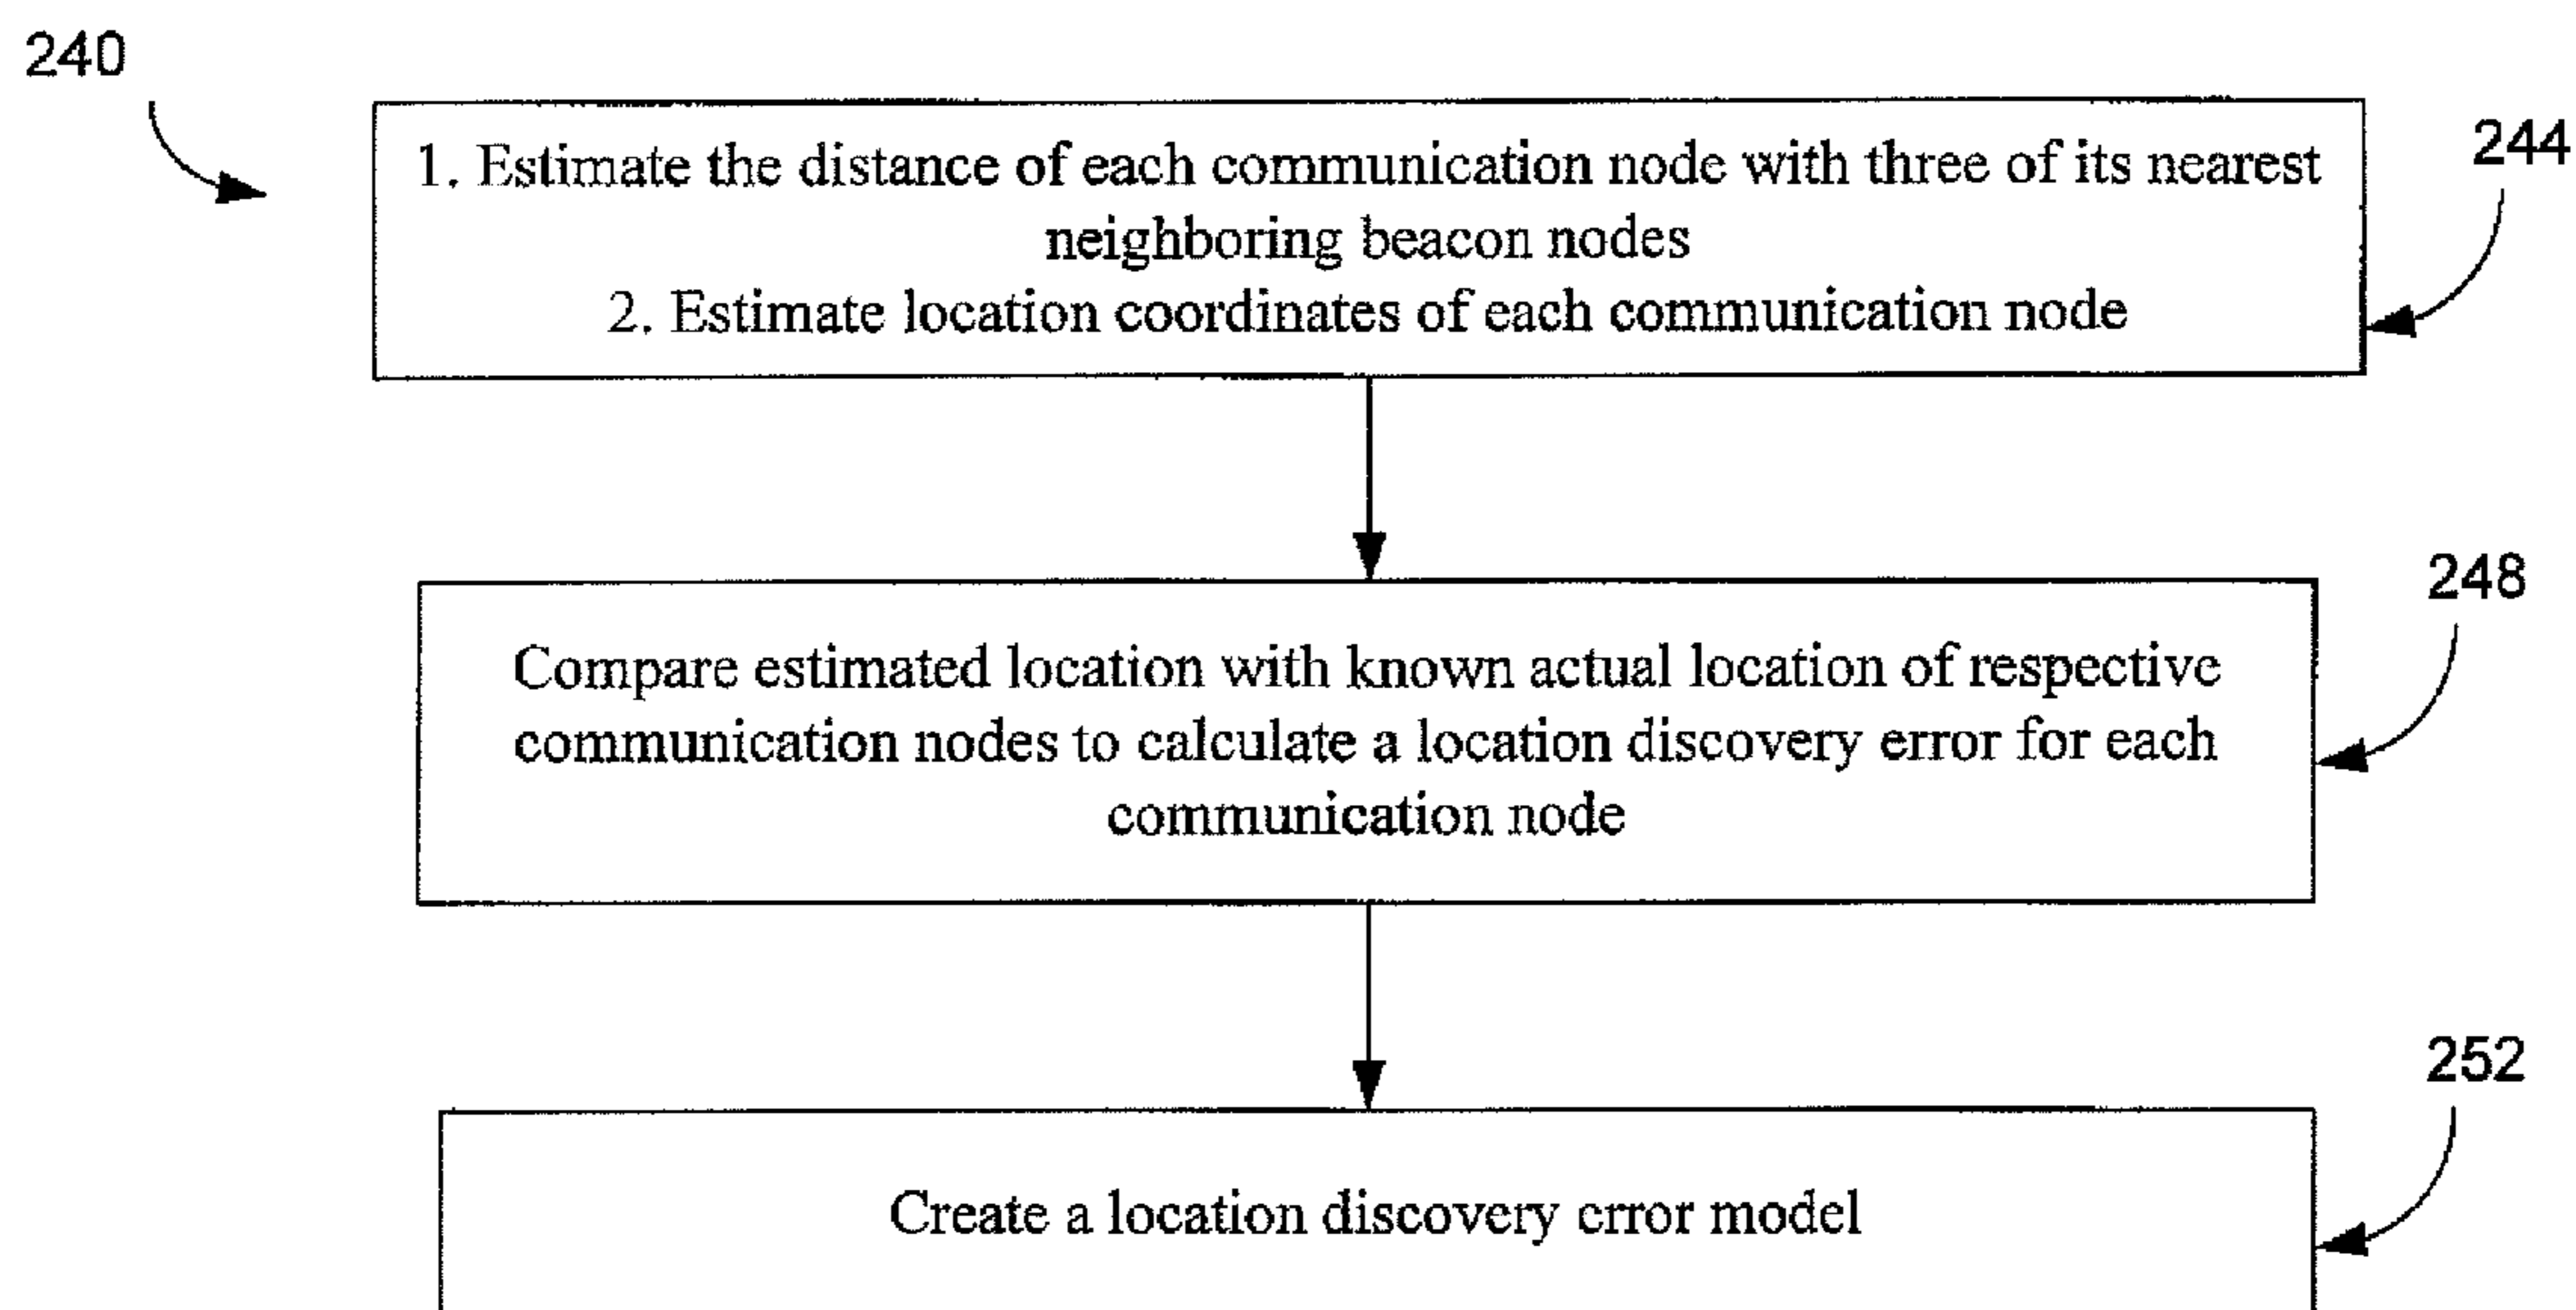 240
1. Estimate the distance of each communication node with three of its nearest
neighboring beacon nodes
2. Estimate location coordinates of each communication node
244
Compare estimated location with known actual location of respective
communication nodes to calculate a location discovery error for each
communication node
248
Create a location discovery error model
252